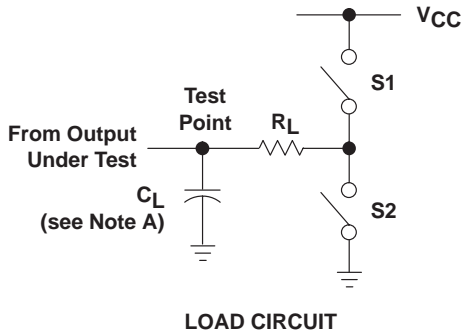 VCC
S1
Test
Point
RL
From Output
Under Test
CL
(see Note A)
S2
LOAD CIRCUIT